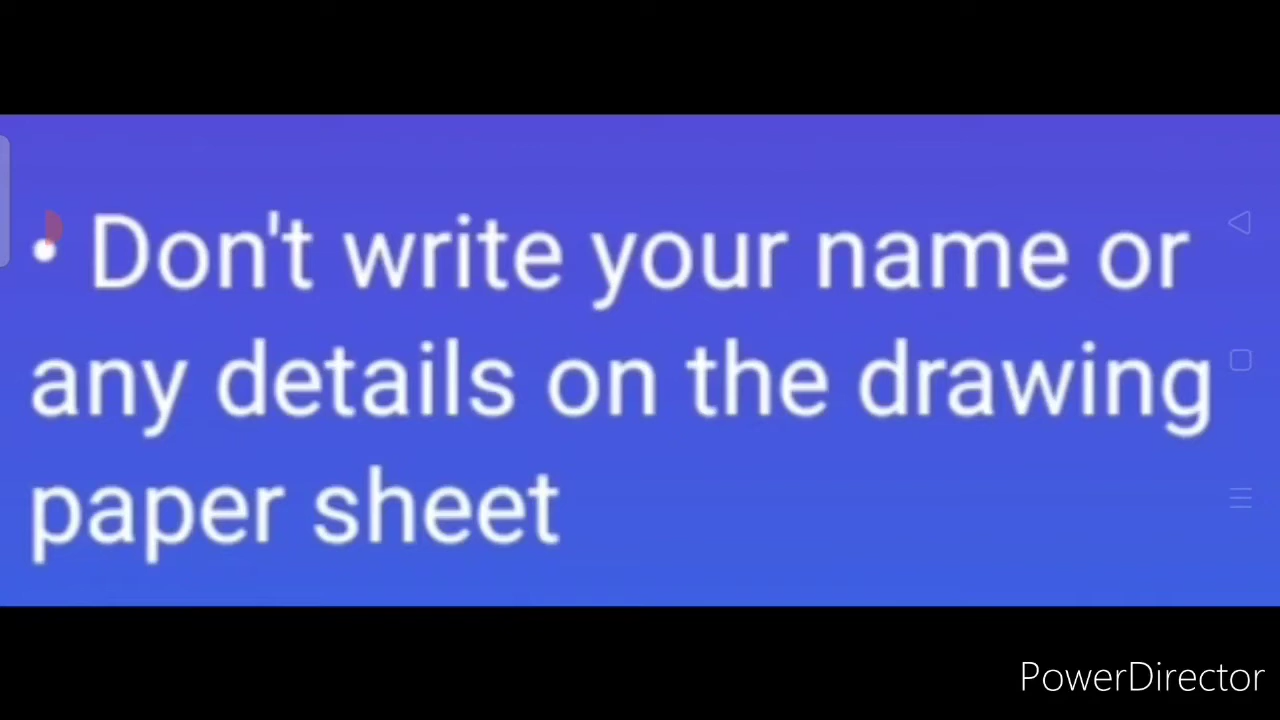 • Don't write your name or
any details on the drawing
paper sheet
PowerDirector